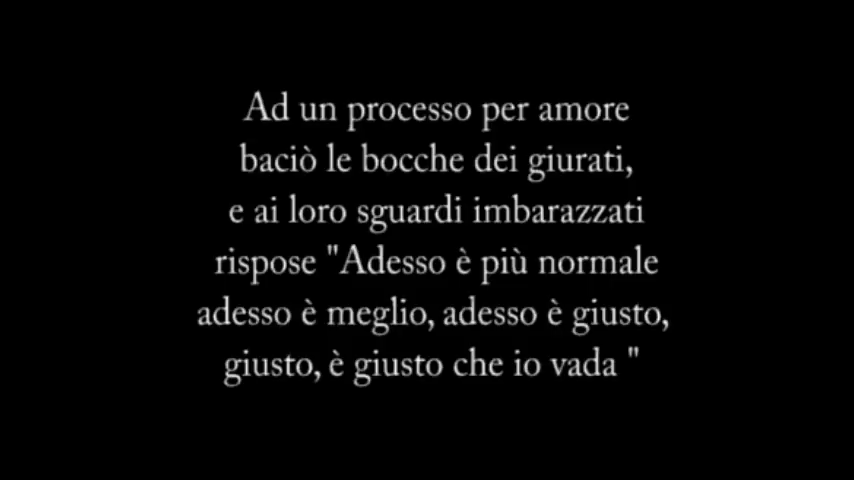 Ad un processo per amore
baciò le bocche dei giurati,
e ai loro sguardi imbarazzati
rispose "Adesso è più normale
adesso è meglio, adesso è giusto,
giusto, è giusto che io vada "